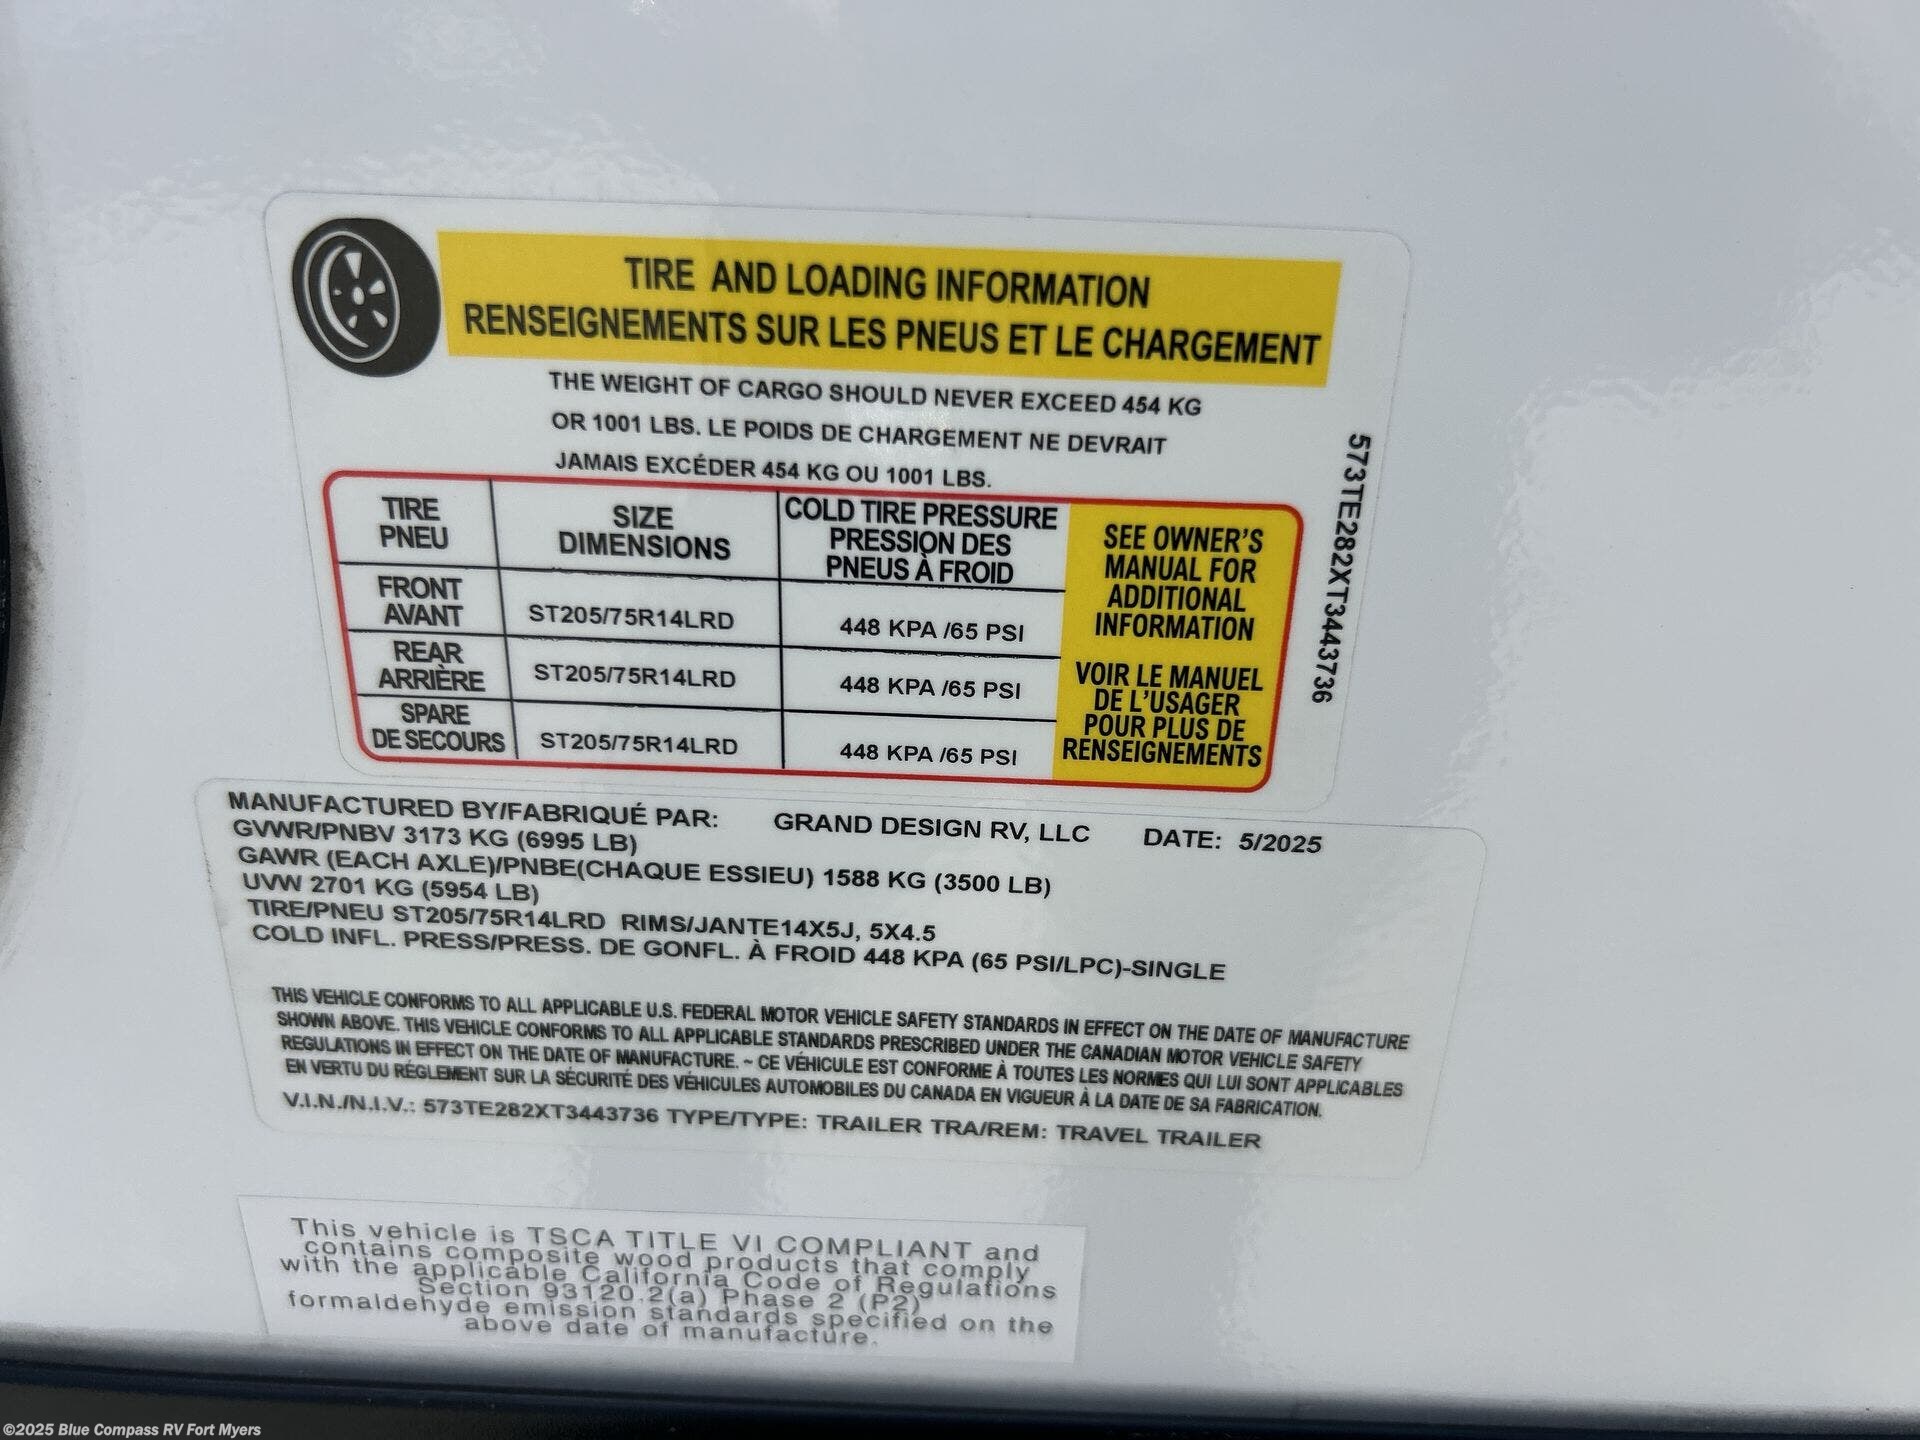 TIRE AND LOADING INFORMATION
RENSEIGNEMENTS SUR LES PNEUS ET LE CHARGEMENT
THE WEIGHT OF CARGO SHOULD NEVER EXCEED 454 KG
OR 1001 LBS. LE POIDS DE CHARGEMENT NE DEVRAIT
JAMAIS EXCÉDER 454 KG OU 1001 LBS.
TIRE
PNEU
SIZE
DIMENSIONS
COLD TIRE PRESSURE
PRESSION DES
PNEUS À FROID
FRONT
AVANT
ST205/75R14LRD
448 KPA /65 PSI
REAR
ARRIÈRE
ST205/75R14LRD
448 KPA /65 PSI
SPARE
DE SECOURS
ST205/75R14LRD
448 KPA /65 PSI
SEE OWNER'S
MANUAL FOR
ADDITIONAL
INFORMATION
VOIR LE MANUEL
DE L'USAGER
POUR PLUS DE
RENSEIGNEMENTS
573TE282XT3443736
MANUFACTURED BY/FABRIQUÉ PAR: GRAND DESIGN RV, LLC DATE: 5/2025
GVWR/PNBV 3173 KG (6995 LB)
GAWR (EACH AXLE)/PNBE(CHAQUE ESSIEU) 1588 KG (3500 LB)
UVW 2701 KG (5954 LB)
TIRE/PNEU ST205/75R14LRD RIMS/JANTE14X5J, 5X4.5
COLD INFL. PRESS/PRESS. DE GONFL. À FROID 448 KPA (65 PSI/LPC)-SINGLE
THIS VEHICLE CONFORMS TO ALL APPLICABLE U.S. FEDERAL MOTOR VEHICLE SAFETY STANDARDS IN EFFECT ON THE DATE OF MANUFACTURE
SHOWN ABOVE. THIS VEHICLE CONFORMS TO ALL APPLICABLE STANDARDS PRESCRIBED UNDER THE CANADIAN MOTOR VEHICLE SAFETY
REGULATIONS IN EFFECT ON THE DATE OF MANUFACTURE. ~ CE VÉHICULE EST CONFORME À TOUTES LES NORMES QUI LUI SONT APPLICABLES
EN VERTU DU RÉGLEMENT SUR LA SÉCURITÉ DES VÉHICULES AUTOMOBILES DU CANADA EN VIGUEUR À LA DATE DE SA FABRICATION.
V.I.N./N.I.V.: 573TE282XT3443736 TYPE/TYPE: TRAILER TRA/REM: TRAVEL TRAILER
This vehicle is TSCA TITLE VI COMPLIANT and
contains composite wood products that comply
with the applicable California Code of Regulations
Section 93120.2(a) Phase 2 (P2)
formaldehyde emission standards specified on the
above date of manufacture.
©2025 Blue Compass RV Fort Myers